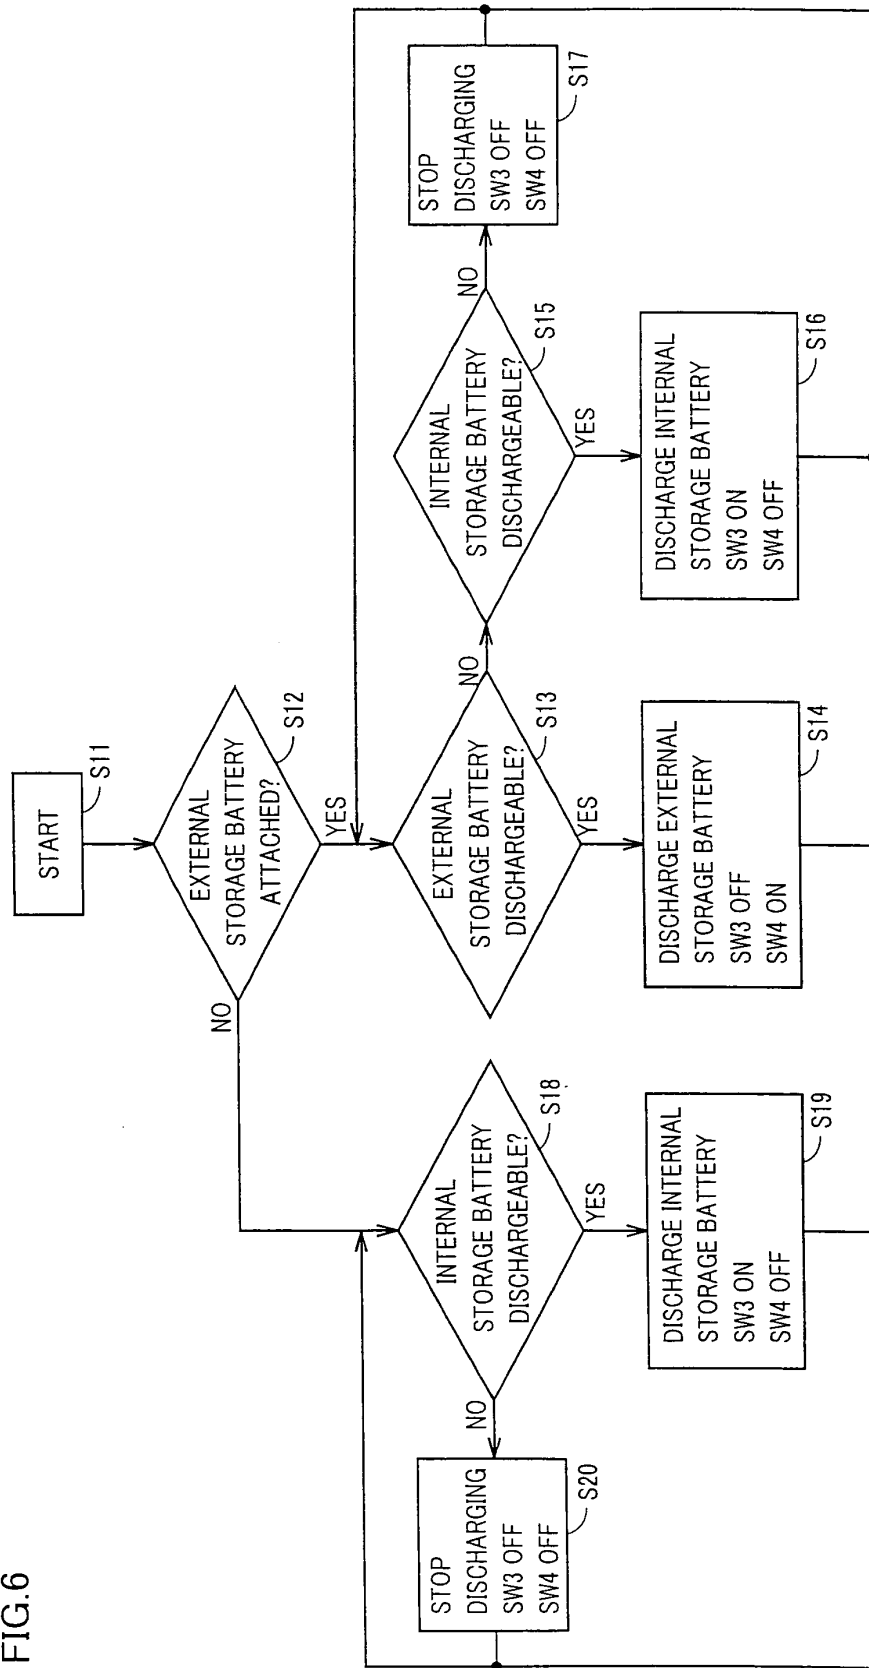 FIG.6
START
S11
EXTERNAL
STORAGE BATTERY
ATTACHED?
S12
NO
YES
INTERNAL
STORAGE BATTERY
DISCHARGEABLE?
S18
NO
YES
STOP
DISCHARGING
SW3 OFF
SW4 OFF
S20
DISCHARGE INTERNAL
STORAGE BATTERY
SW3 ON
SW4 OFF
S19
EXTERNAL
STORAGE BATTERY
DISCHARGEABLE?
S13
NO
YES
DISCHARGE EXTERNAL
STORAGE BATTERY
SW3 OFF
SW4 ON
S14
INTERNAL
STORAGE BATTERY
DISCHARGEABLE?
S15
NO
YES
DISCHARGE INTERNAL
STORAGE BATTERY
SW3 ON
SW4 OFF
S16
STOP
DISCHARGING
SW3 OFF
SW4 OFF
S17